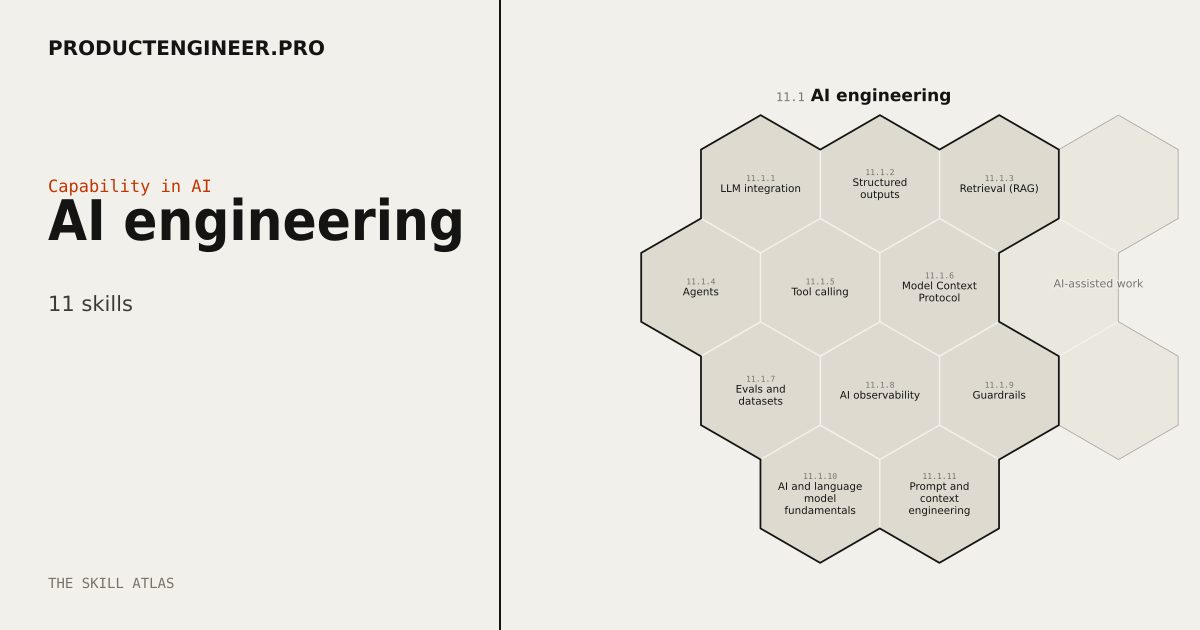 PRODUCTENGINEER.PRO
Capability in AI
AI engineering
11 skills
THE SKILL ATLAS
11.1 AI engineering
11.1.1
LLM integration
11.1.2
Structured
outputs
11.1.3
Retrieval (RAG)
11.1.4
Agents
11.1.5
Tool calling
11.1.6
Model Context
Protocol
AI-assisted work
11.1.7
Evals and
datasets
11.1.8
AI observability
11.1.9
Guardrails
11.1.10
AI and language
model
fundamentals
11.1.11
Prompt and
context
engineering